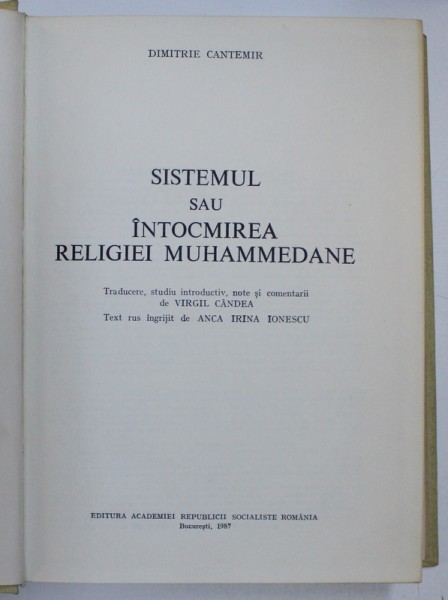 DIMITRIE CANTEMIR
SISTEMUL
SAU
ÎNTOCMIREA
RELIGIEI MUHAMMEDANE
Traducere, studiu introductiv, note și comentarii
de VIRGIL CÂNDEA
Text rus îngrijit de ANCA IRINA IONESCU
EDITURA ACADEMIEI REPUBLICII SOCIALISTE ROMÂNIA
București, 1987